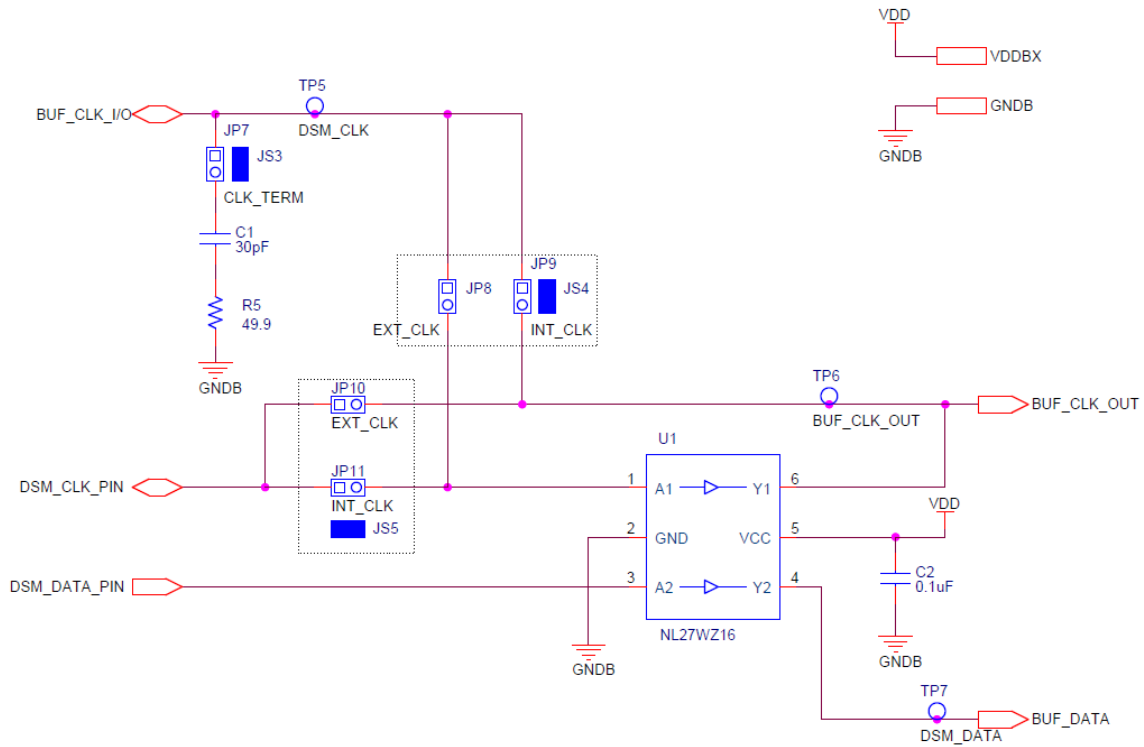 VDD
VDDBX
GNDB
GNDB
TP5
BUF_CLK_I/O
DSM_CLK
JP7
JS3
CLK_TERM
C1
30pF
R5
49.9
GNDB
JP9
JP8
JS4
EXT_CLK
INT_CLK
JP10
EXT_CLK
TP6
BUF_CLK_OUT
BUF_CLK_OUT
DSM_CLK_PIN
JP11
INT_CLK
JS5
DSM_DATA_PIN
U1
1
A1
Y1
6
2
GND
VCC
5
VDD
3
A2
Y2
4
NL27WZ16
C2
0.1uF
GNDB
GNDB
TP7
BUF_DATA
DSM_DATA